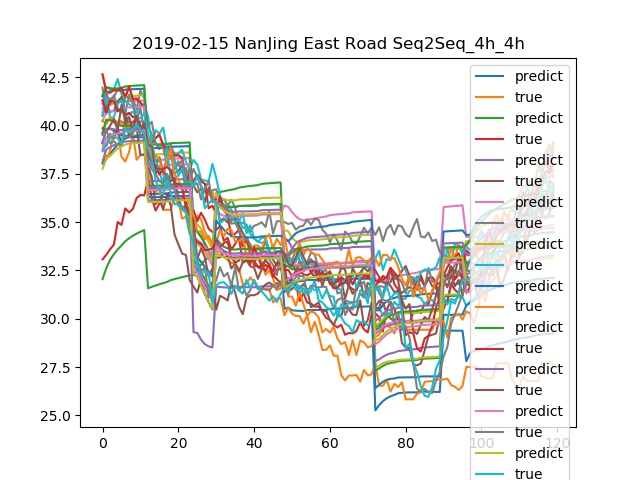 2019-02-15 NanJing East Road Seq2Seq_4h_4h
42.5
40.0
37.5
35.0
32.5
30.0
27.5
25.0
0
20
40
60
80
100
120
predict
true
predict
true
predict
true
predict
true
predict
true
predict
true
predict
true
predict
true
predict
true
predict
true